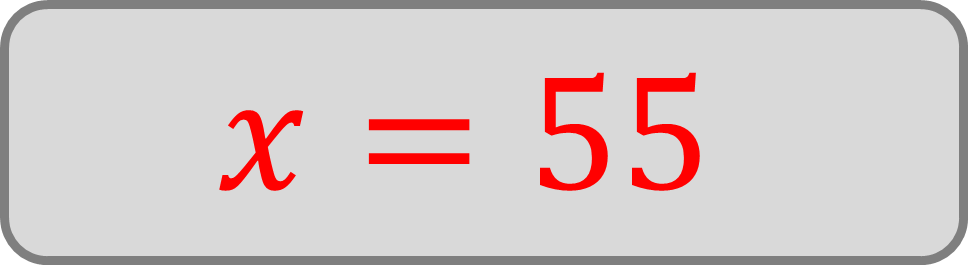 x = 55